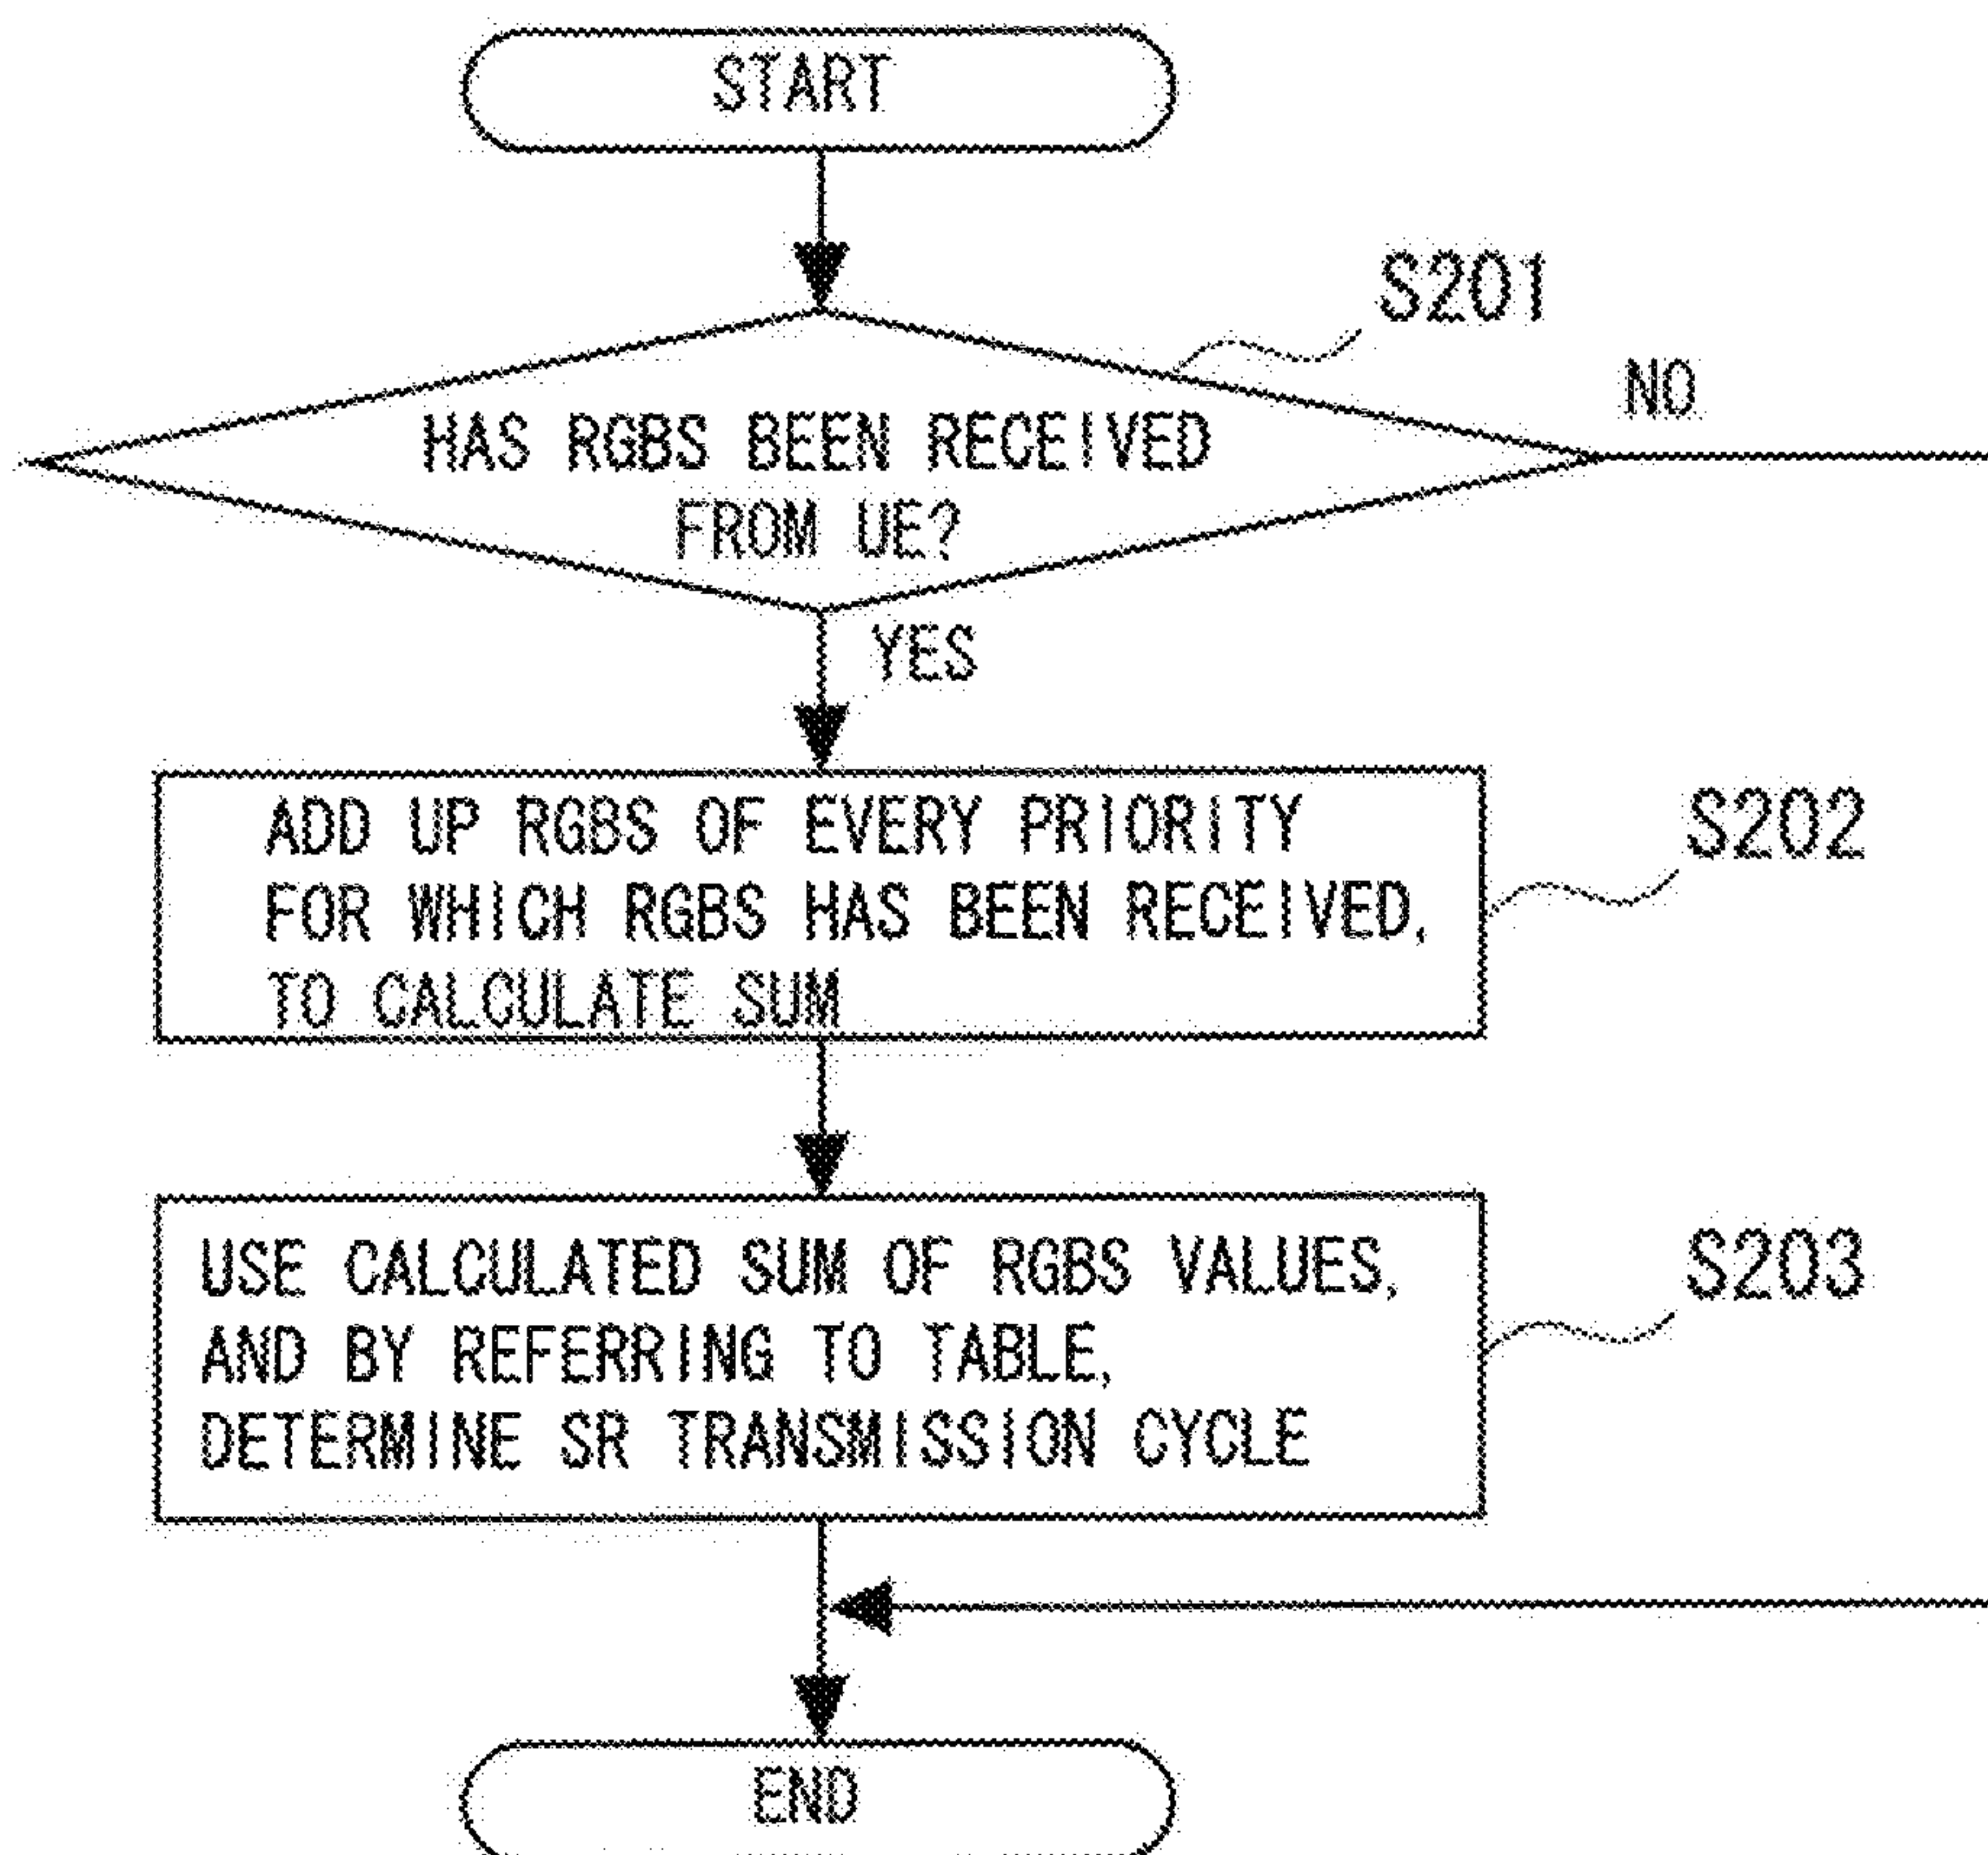 START
S201
NO
HAS RGBS BEEN RECEIVED
FROM UE?
YES
ADD UP RGBS OF EVERY PRIORITY
FOR WHICH RGBS HAS BEEN RECEIVED,
TO CALCULATE SUM
S202
USE CALCULATED SUM OF RGBS VALUES,
AND BY REFERRING TO TABLE,
DETERMINE SR TRANSMISSION CYCLE
S203
END